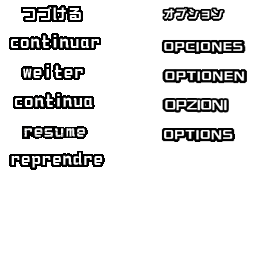 つづける
continuar
weiter
continua
resume
reprendre
オプション
OPCIONES
OPTIONEN
OPZIONI
OPTIONS